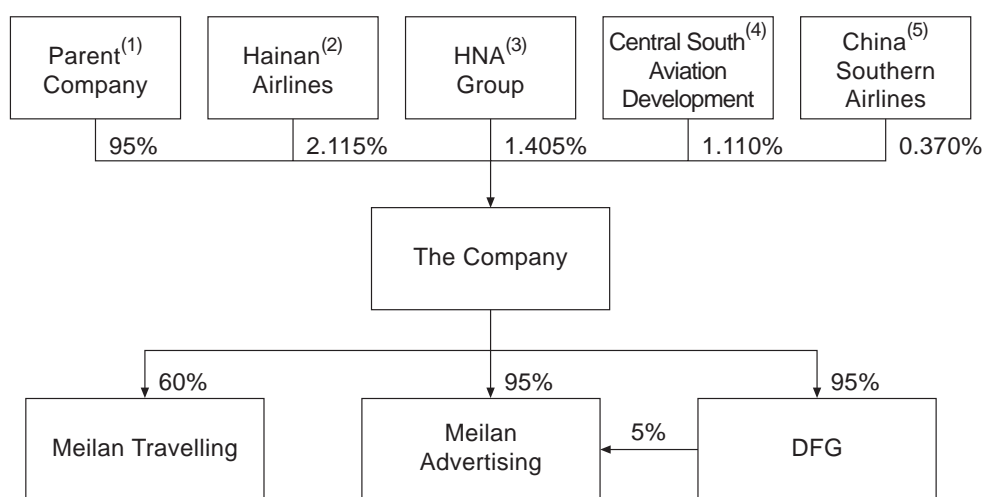 Parent(1)
Company
Hainan(2)
Airlines
HNA(3)
Group
Central South(4)
Aviation
Development
China(5)
Southern
Airlines
95%
2.115%
1.405%
1.110%
0.370%
The Company
60%
95%
95%
Meilan Travelling
Meilan
Advertising
5%
DFG